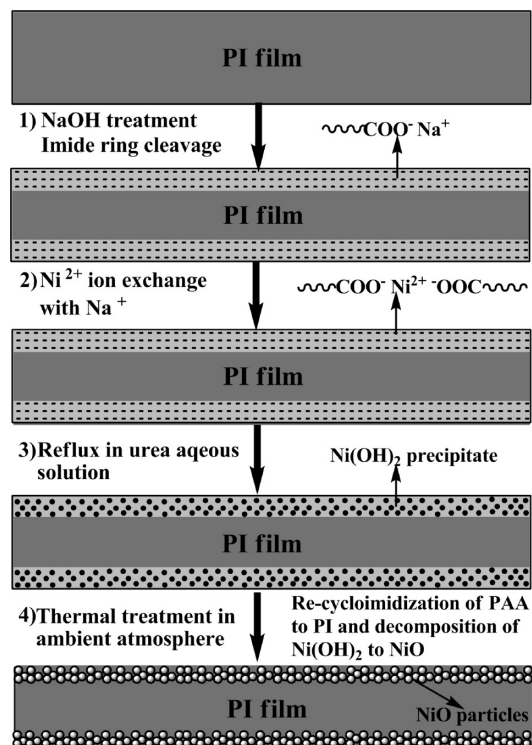 PI film
1) NaOH treatment
Imide ring cleavage
COO⁻ Na⁺
PI film
2) Ni²⁺ ion exchange
with Na⁺
COO⁻ Ni²⁺ ⁻OOC
PI film
3)Reflux in urea aqeous
solution
Ni(OH)₂ precipitate
PI film
4)Thermal treatment in
ambient atmosphere
Re-cycloimidization of PAA
to PI and decomposition of
Ni(OH)₂ to NiO
PI film
NiO particles